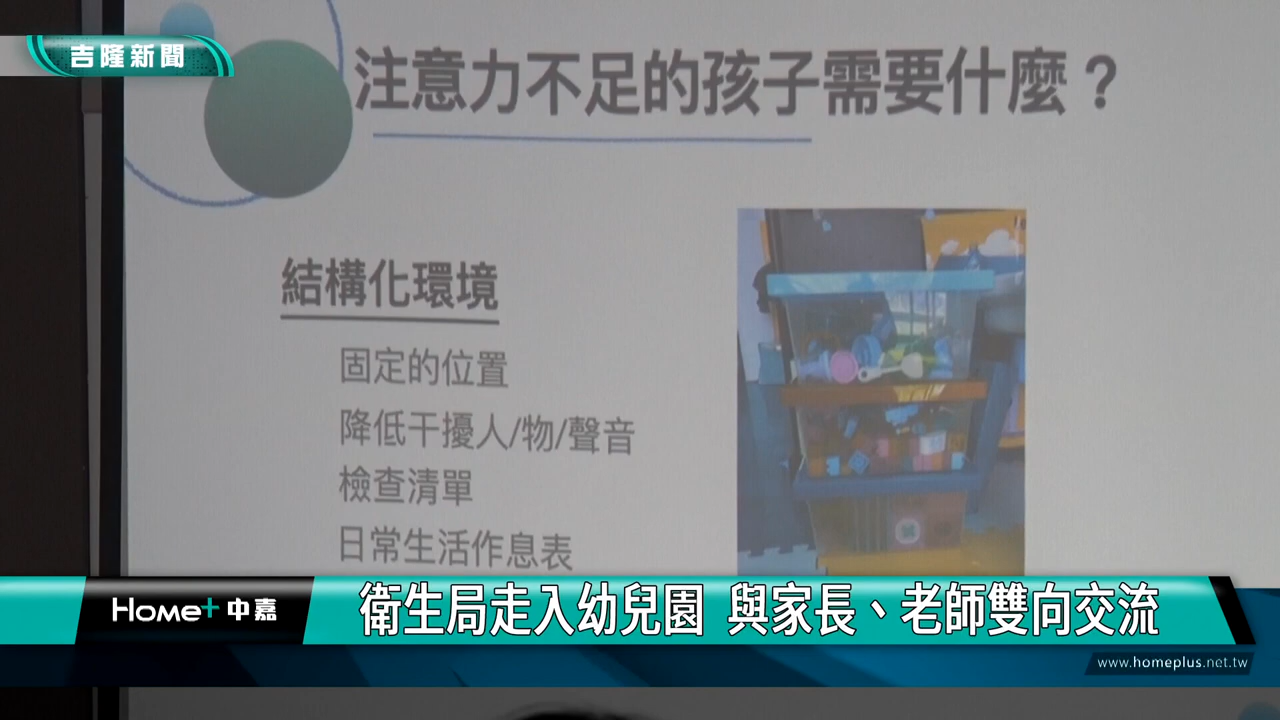 吉隆新聞
注意力不足的孩子需要什麼？
結構化環境
固定的位置
降低干擾人/物/聲音
檢查清單
日常生活作息表
Home+中嘉
衛生局走入幼兒園 與家長、老師雙向交流
www.homeplus.net.tw